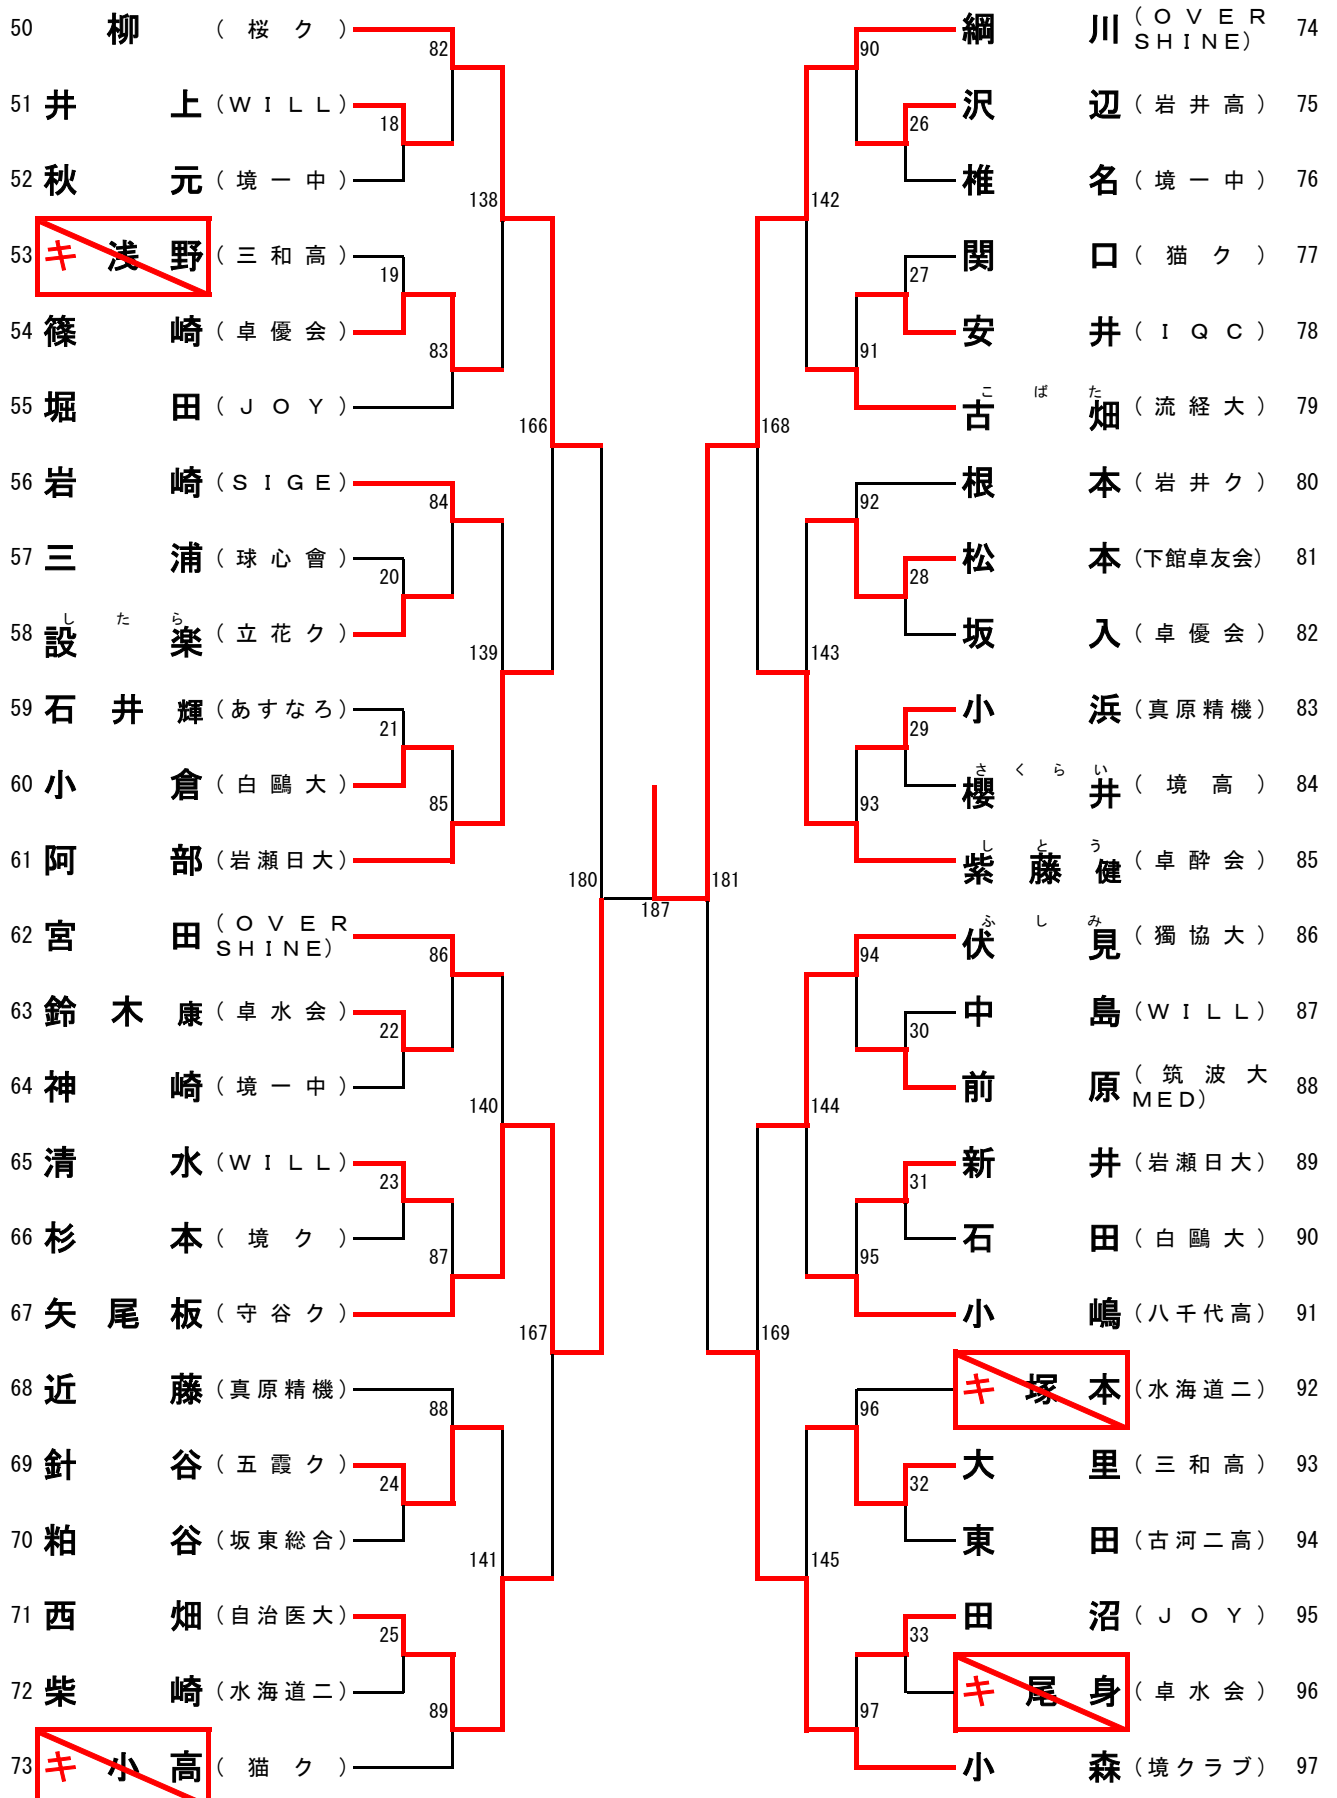 50 柳 (桜ク)
82
51 井上 (WILL)
18
52 秋元 (境一中)
138
53 キ 浅野 (三和高)
19
54 篠崎 (卓優会)
83
55 堀田 (JOY)
166
56 岩崎 (SIGE)
84
57 三浦 (球心會)
20
したら
58 設楽 (立花ク)
139
59 石井輝 (あすなろ)
21
60 小倉 (白鷗大)
85
61 阿部 (岩瀬日大)
180
62 宮田 (OVER
SHINE)
86
63 鈴木康 (卓水会)
22
64 神崎 (境一中)
140
65 清水 (WILL)
23
66 杉本 (境ク)
87
67 矢尾板 (守谷ク)
167
68 近藤 (真原精機)
88
69 針谷 (五霞ク)
24
70 粕谷 (坂東総合)
141
71 西畑 (自治医大)
25
72 柴崎 (水海道二)
89
73 キ 小高 (猫ク)
187
綱川 (OVER
SHINE) 74
90
沢辺 (岩井高) 75
26
椎名 (境一中) 76
142
関口 (猫ク) 77
27
安井 (IQC) 78
91
こばた
古畑 (流経大) 79
168
根本 (岩井ク) 80
92
松本 (下館卓友会) 81
28
坂入 (卓優会) 82
143
小浜 (真原精機) 83
29
さくらい
櫻井 (境高) 84
93
しとう
紫藤健 (卓酔会) 85
181
ふしみ
伏見 (獨協大) 86
94
中島 (WILL) 87
30
前原 (筑波大
MED) 88
144
新井 (岩瀬日大) 89
31
石田 (白鷗大) 90
95
小嶋 (八千代高) 91
169
キ 塚本 (水海道二) 92
96
大里 (三和高) 93
32
東田 (古河二高) 94
145
田沼 (JOY) 95
33
キ 尾身 (卓水会) 96
97
小森 (境クラブ) 97